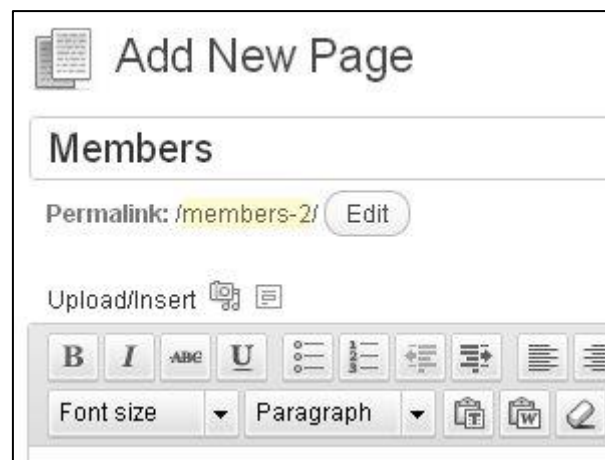 Add New Page
Members
Permalink: /members-2/ Edit
Upload/Insert
B I ABC U
Font size Paragraph